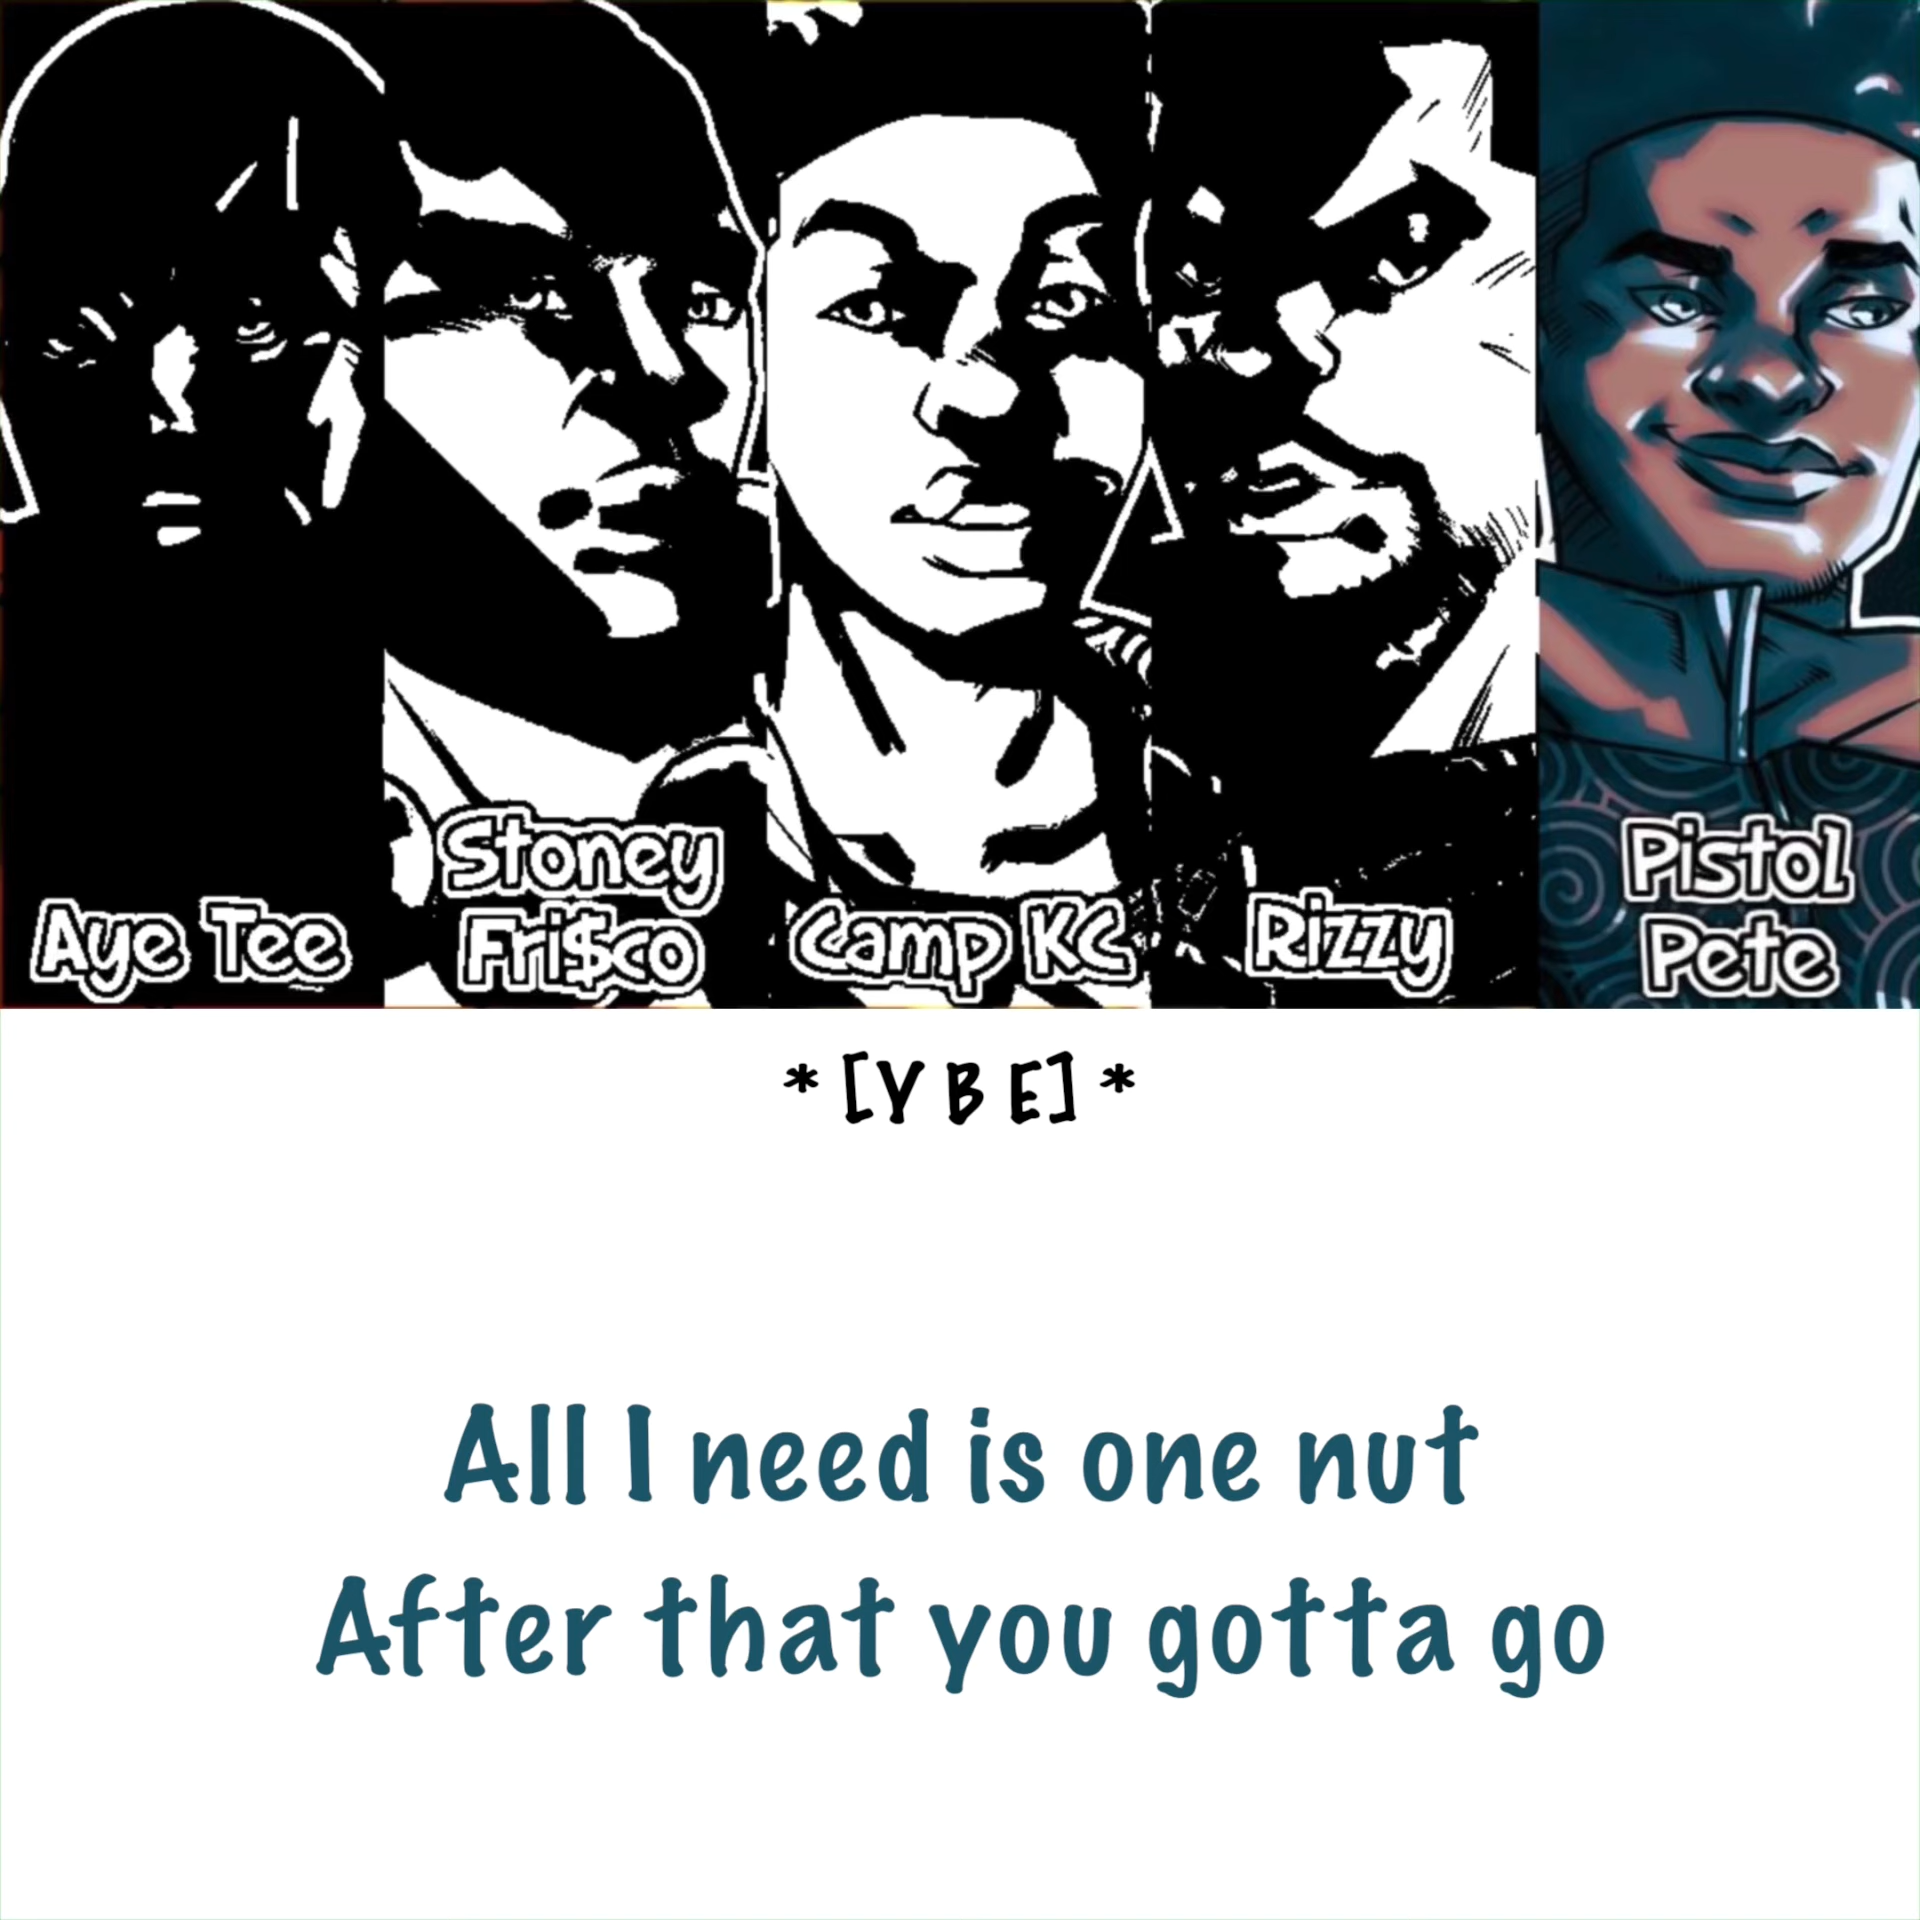 Aye Tee
Stoney
Fri$co
Camp KC
Rizzy
Pistol
Pete
*[Y B E]*
All I need is one nut
After that you gotta go